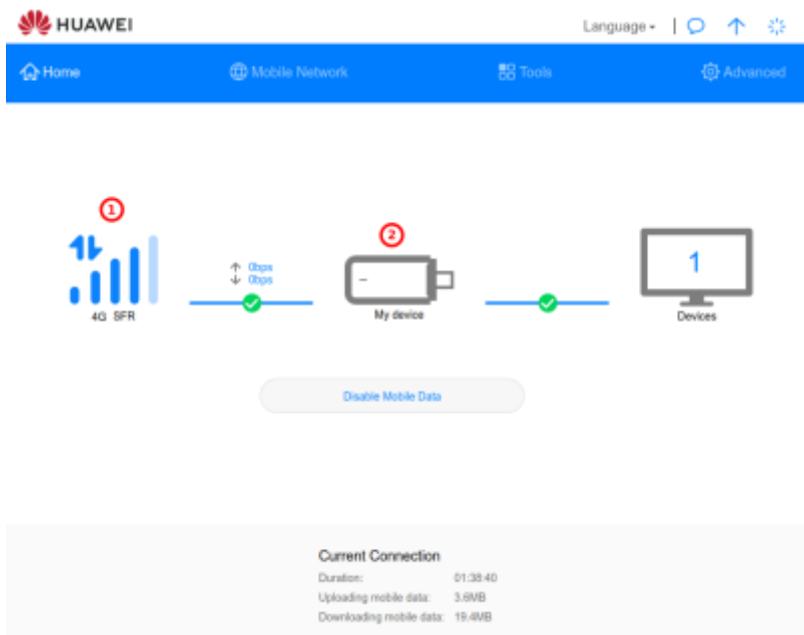 HUAWEI
Language
Home Mobile Network Tools Advanced
1
2
0bps
0bps
1
4G SFR
My device
Devices
Disable Mobile Data
Current Connection
Duration: 01:38:40
Uploading mobile data: 3.6MB
Downloading mobile data: 19.4MB